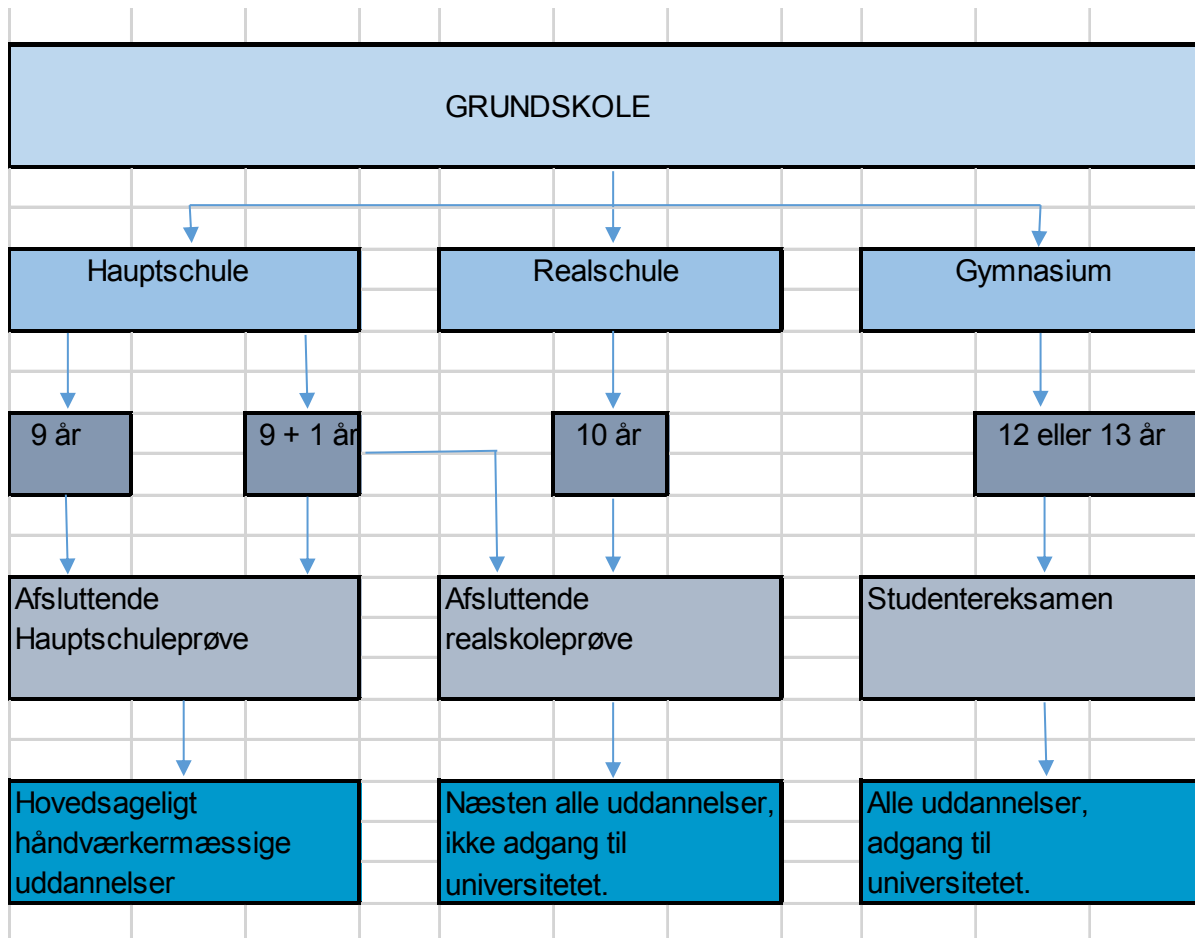 GRUNDSKOLE
Hauptschule
Realschule
Gymnasium
9 år
9 + 1 år
10 år
12 eller 13 år
Afsluttende
Hauptschuleprøve
Afsluttende
realskoleprøve
Studentereksamen
Hovedsageligt
håndværkermæssige
uddannelser
Næsten alle uddannelser,
ikke adgang til
universitetet.
Alle uddannelser,
adgang til
universitetet.